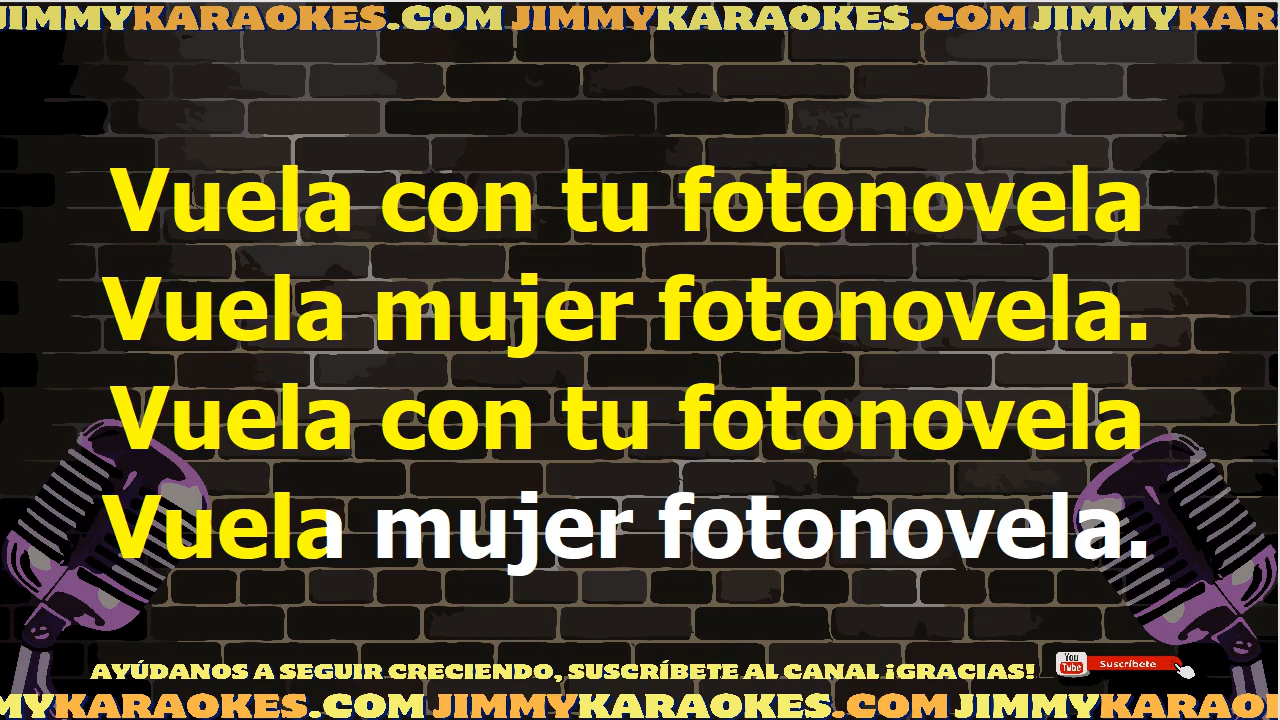 JIMMYKARAOKES.COM JIMMYKARAOKES.COM JIMMYKAR
Vuela con tu fotonovela
Vuela mujer fotonovela.
Vuela con tu fotonovela
Vuela mujer fotonovela.
AYÚDANOS A SEGUIR CRECIENDO, SUSCRÍBETE AL CANAL ¡GRACIAS!
You Tube Suscríbete
MYKARAOKES.COM JIMMYKARAOKES.COM JIMMYKARAO